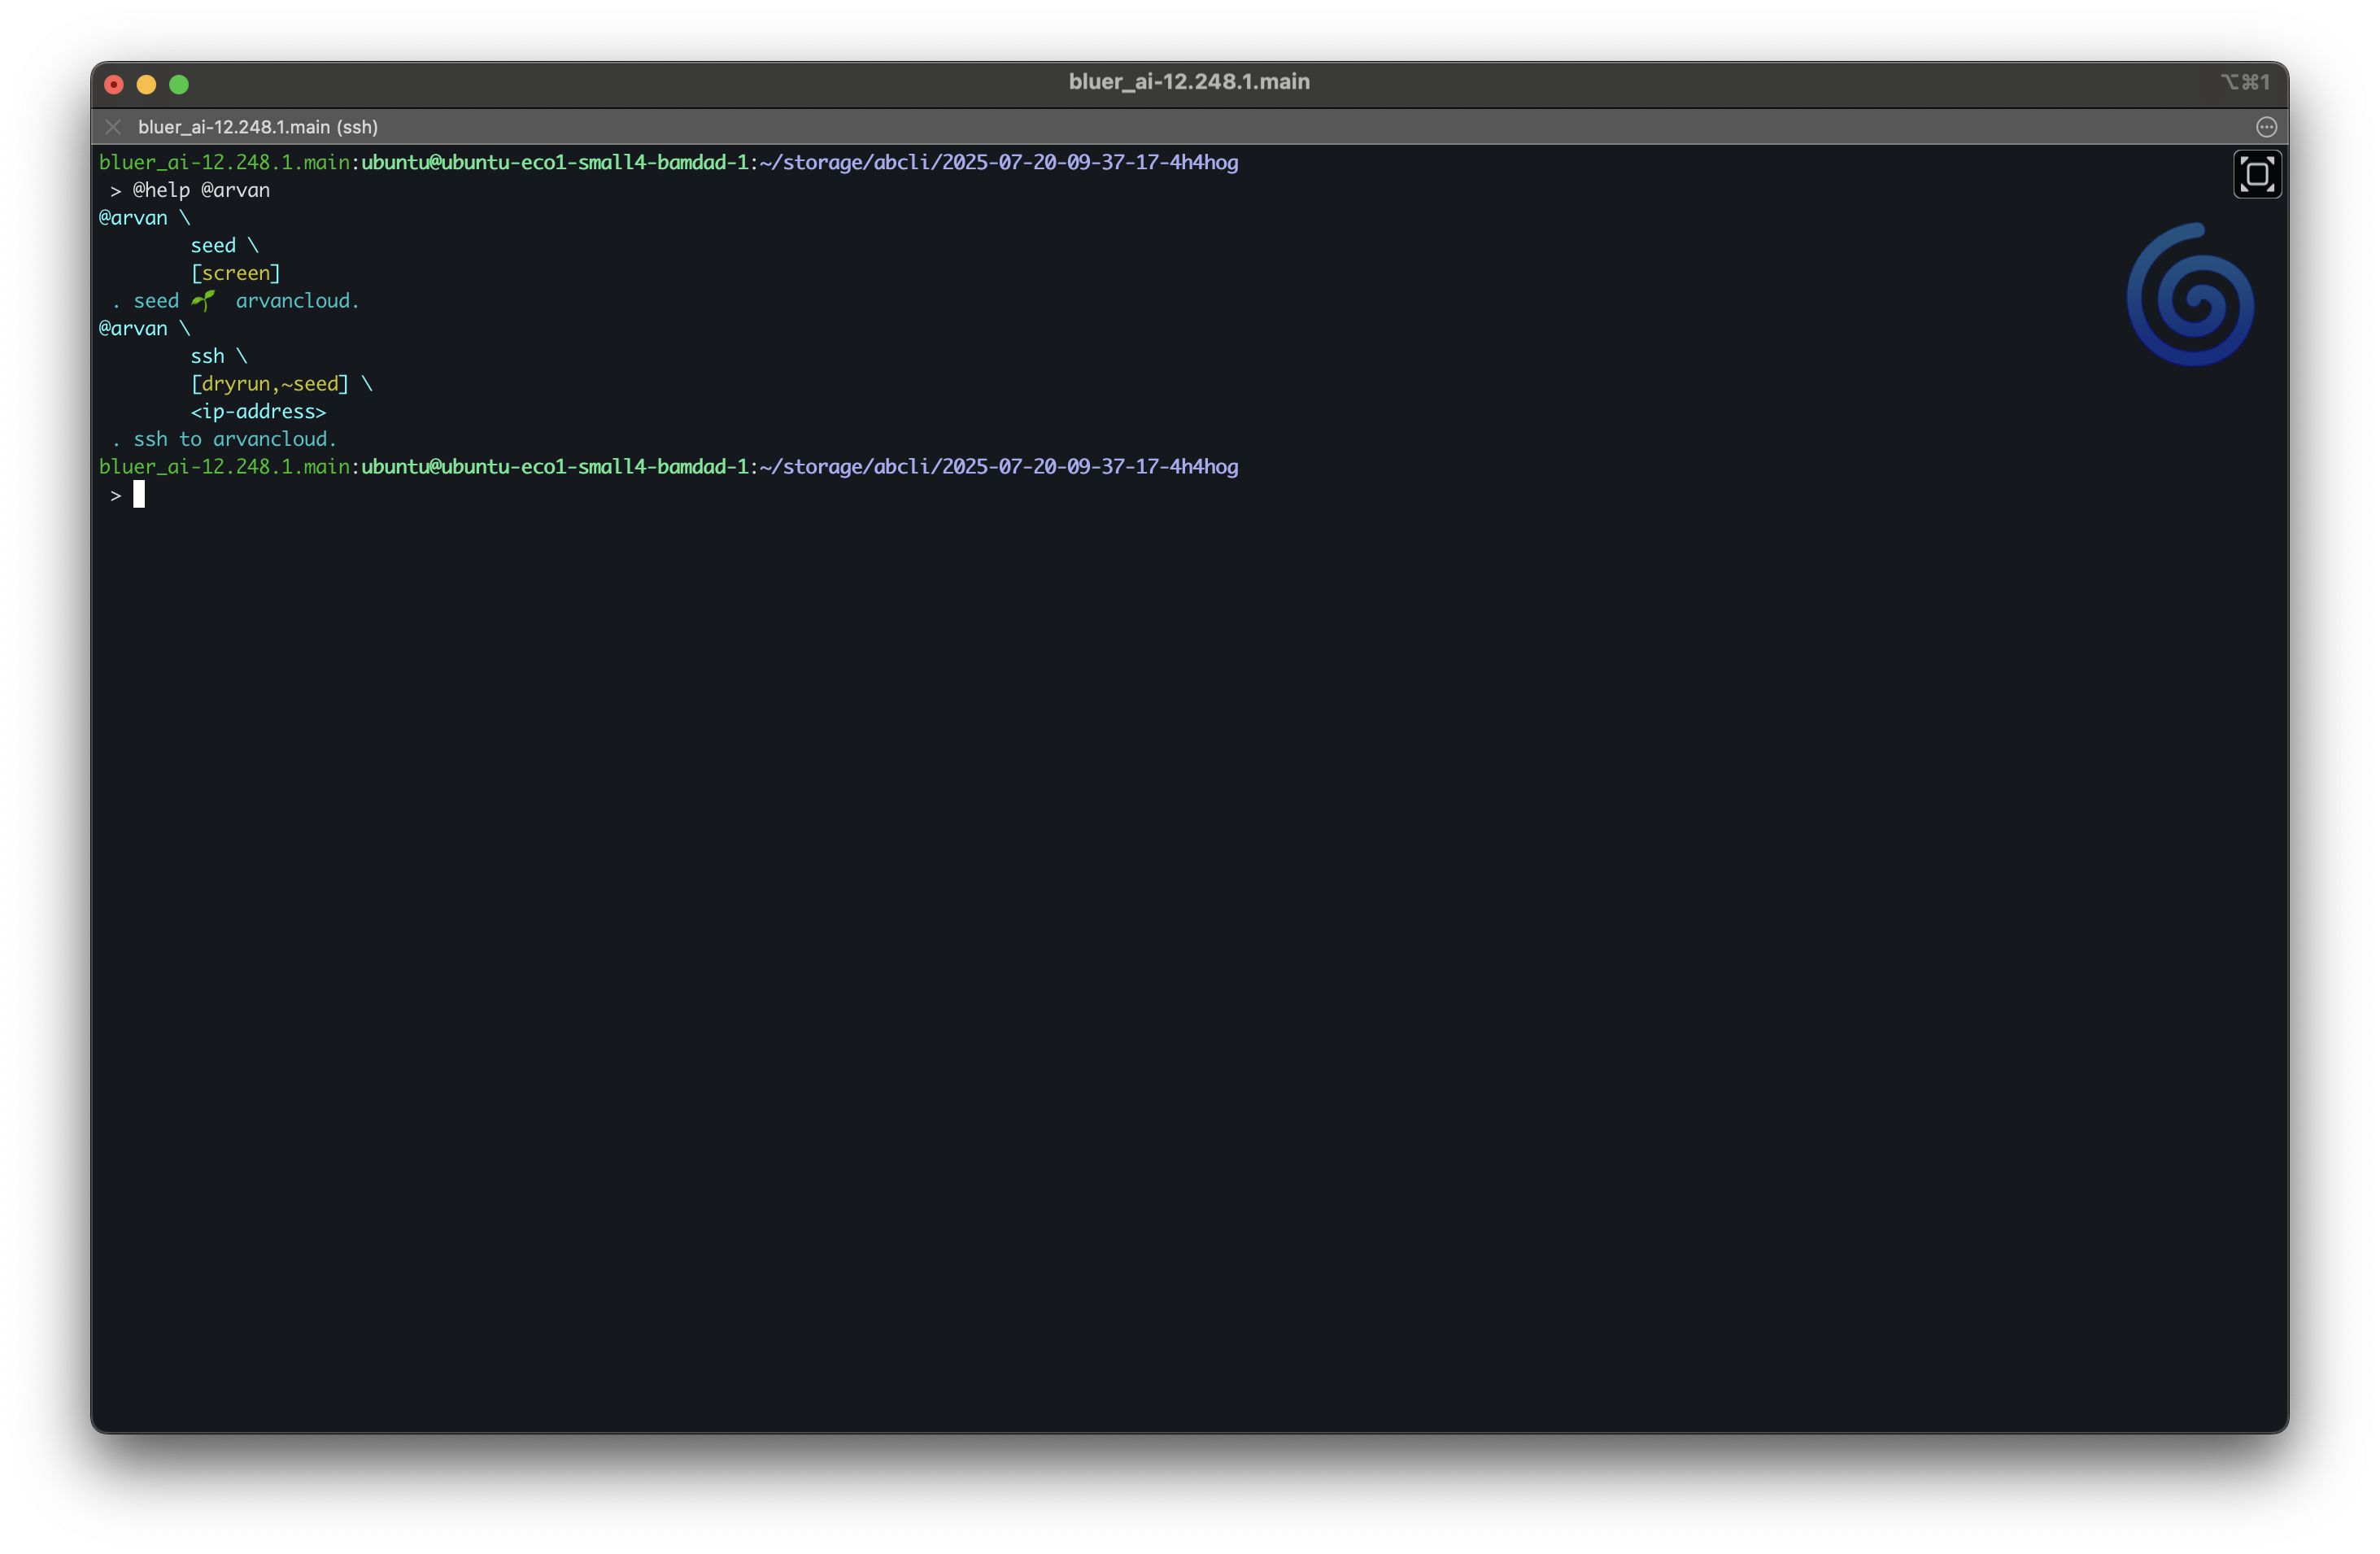 bluer_ai-12.248.1.main
⌥⌘1
bluer_ai-12.248.1.main (ssh)
bluer_ai-12.248.1.main:ubuntu@ubuntu-eco1-small4-bamdad-1:~/storage/abcli/2025-07-20-09-37-17-4h4hog
> @help @arvan
@arvan \
seed \
[screen]
. seed 🌱 arvancloud.
@arvan \
ssh \
[dryrun,~seed] \
<ip-address>
. ssh to arvancloud.
bluer_ai-12.248.1.main:ubuntu@ubuntu-eco1-small4-bamdad-1:~/storage/abcli/2025-07-20-09-37-17-4h4hog
>